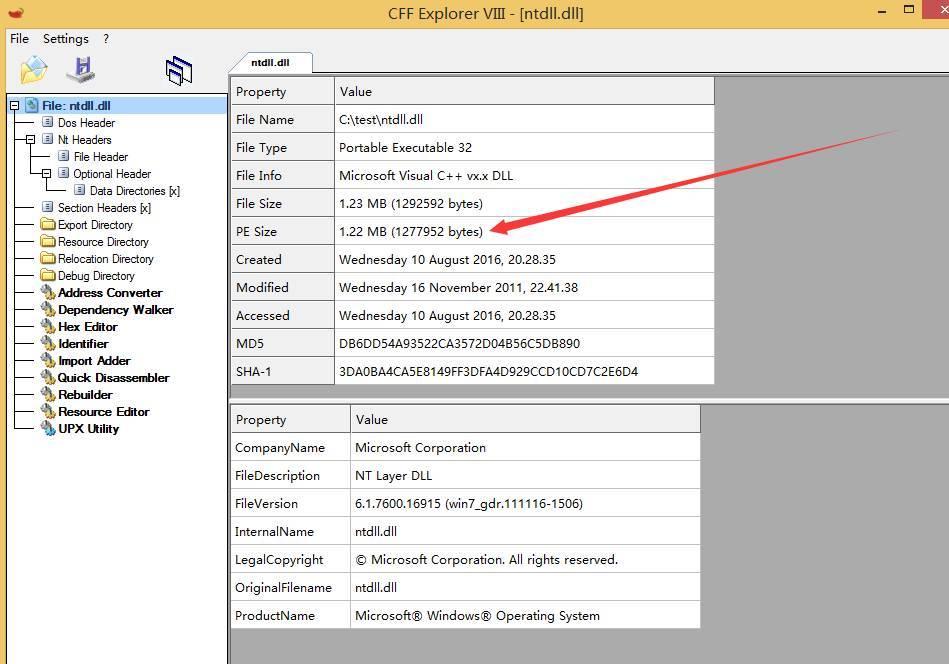 CFF Explorer VIII - [ntdll.dll]
File Settings ?
ntdll.dll
File: ntdll.dll
Dos Header
Nt Headers
File Header
Optional Header
Data Directories [x]
Section Headers [x]
Export Directory
Resource Directory
Relocation Directory
Debug Directory
Address Converter
Dependency Walker
Hex Editor
Identifier
Import Adder
Quick Disassembler
Rebuilder
Resource Editor
UPX Utility
Property Value
File Name C:\test\ntdll.dll
File Type Portable Executable 32
File Info Microsoft Visual C++ vx.x DLL
File Size 1.23 MB (1292592 bytes)
PE Size 1.22 MB (1277952 bytes)
Created Wednesday 10 August 2016, 20.28.35
Modified Wednesday 16 November 2011, 22.41.38
Accessed Wednesday 10 August 2016, 20.28.35
MD5 DB6DD54A93522CA3572D04B56C5DB890
SHA-1 3DA0BA4CA5E8149FF3DFA4D929CCD10CD7C2E6D4
Property Value
CompanyName Microsoft Corporation
FileDescription NT Layer DLL
FileVersion 6.1.7600.16915 (win7_gdr.111116-1506)
InternalName ntdll.dll
LegalCopyright © Microsoft Corporation. All rights reserved.
OriginalFilename ntdll.dll
ProductName Microsoft® Windows® Operating System